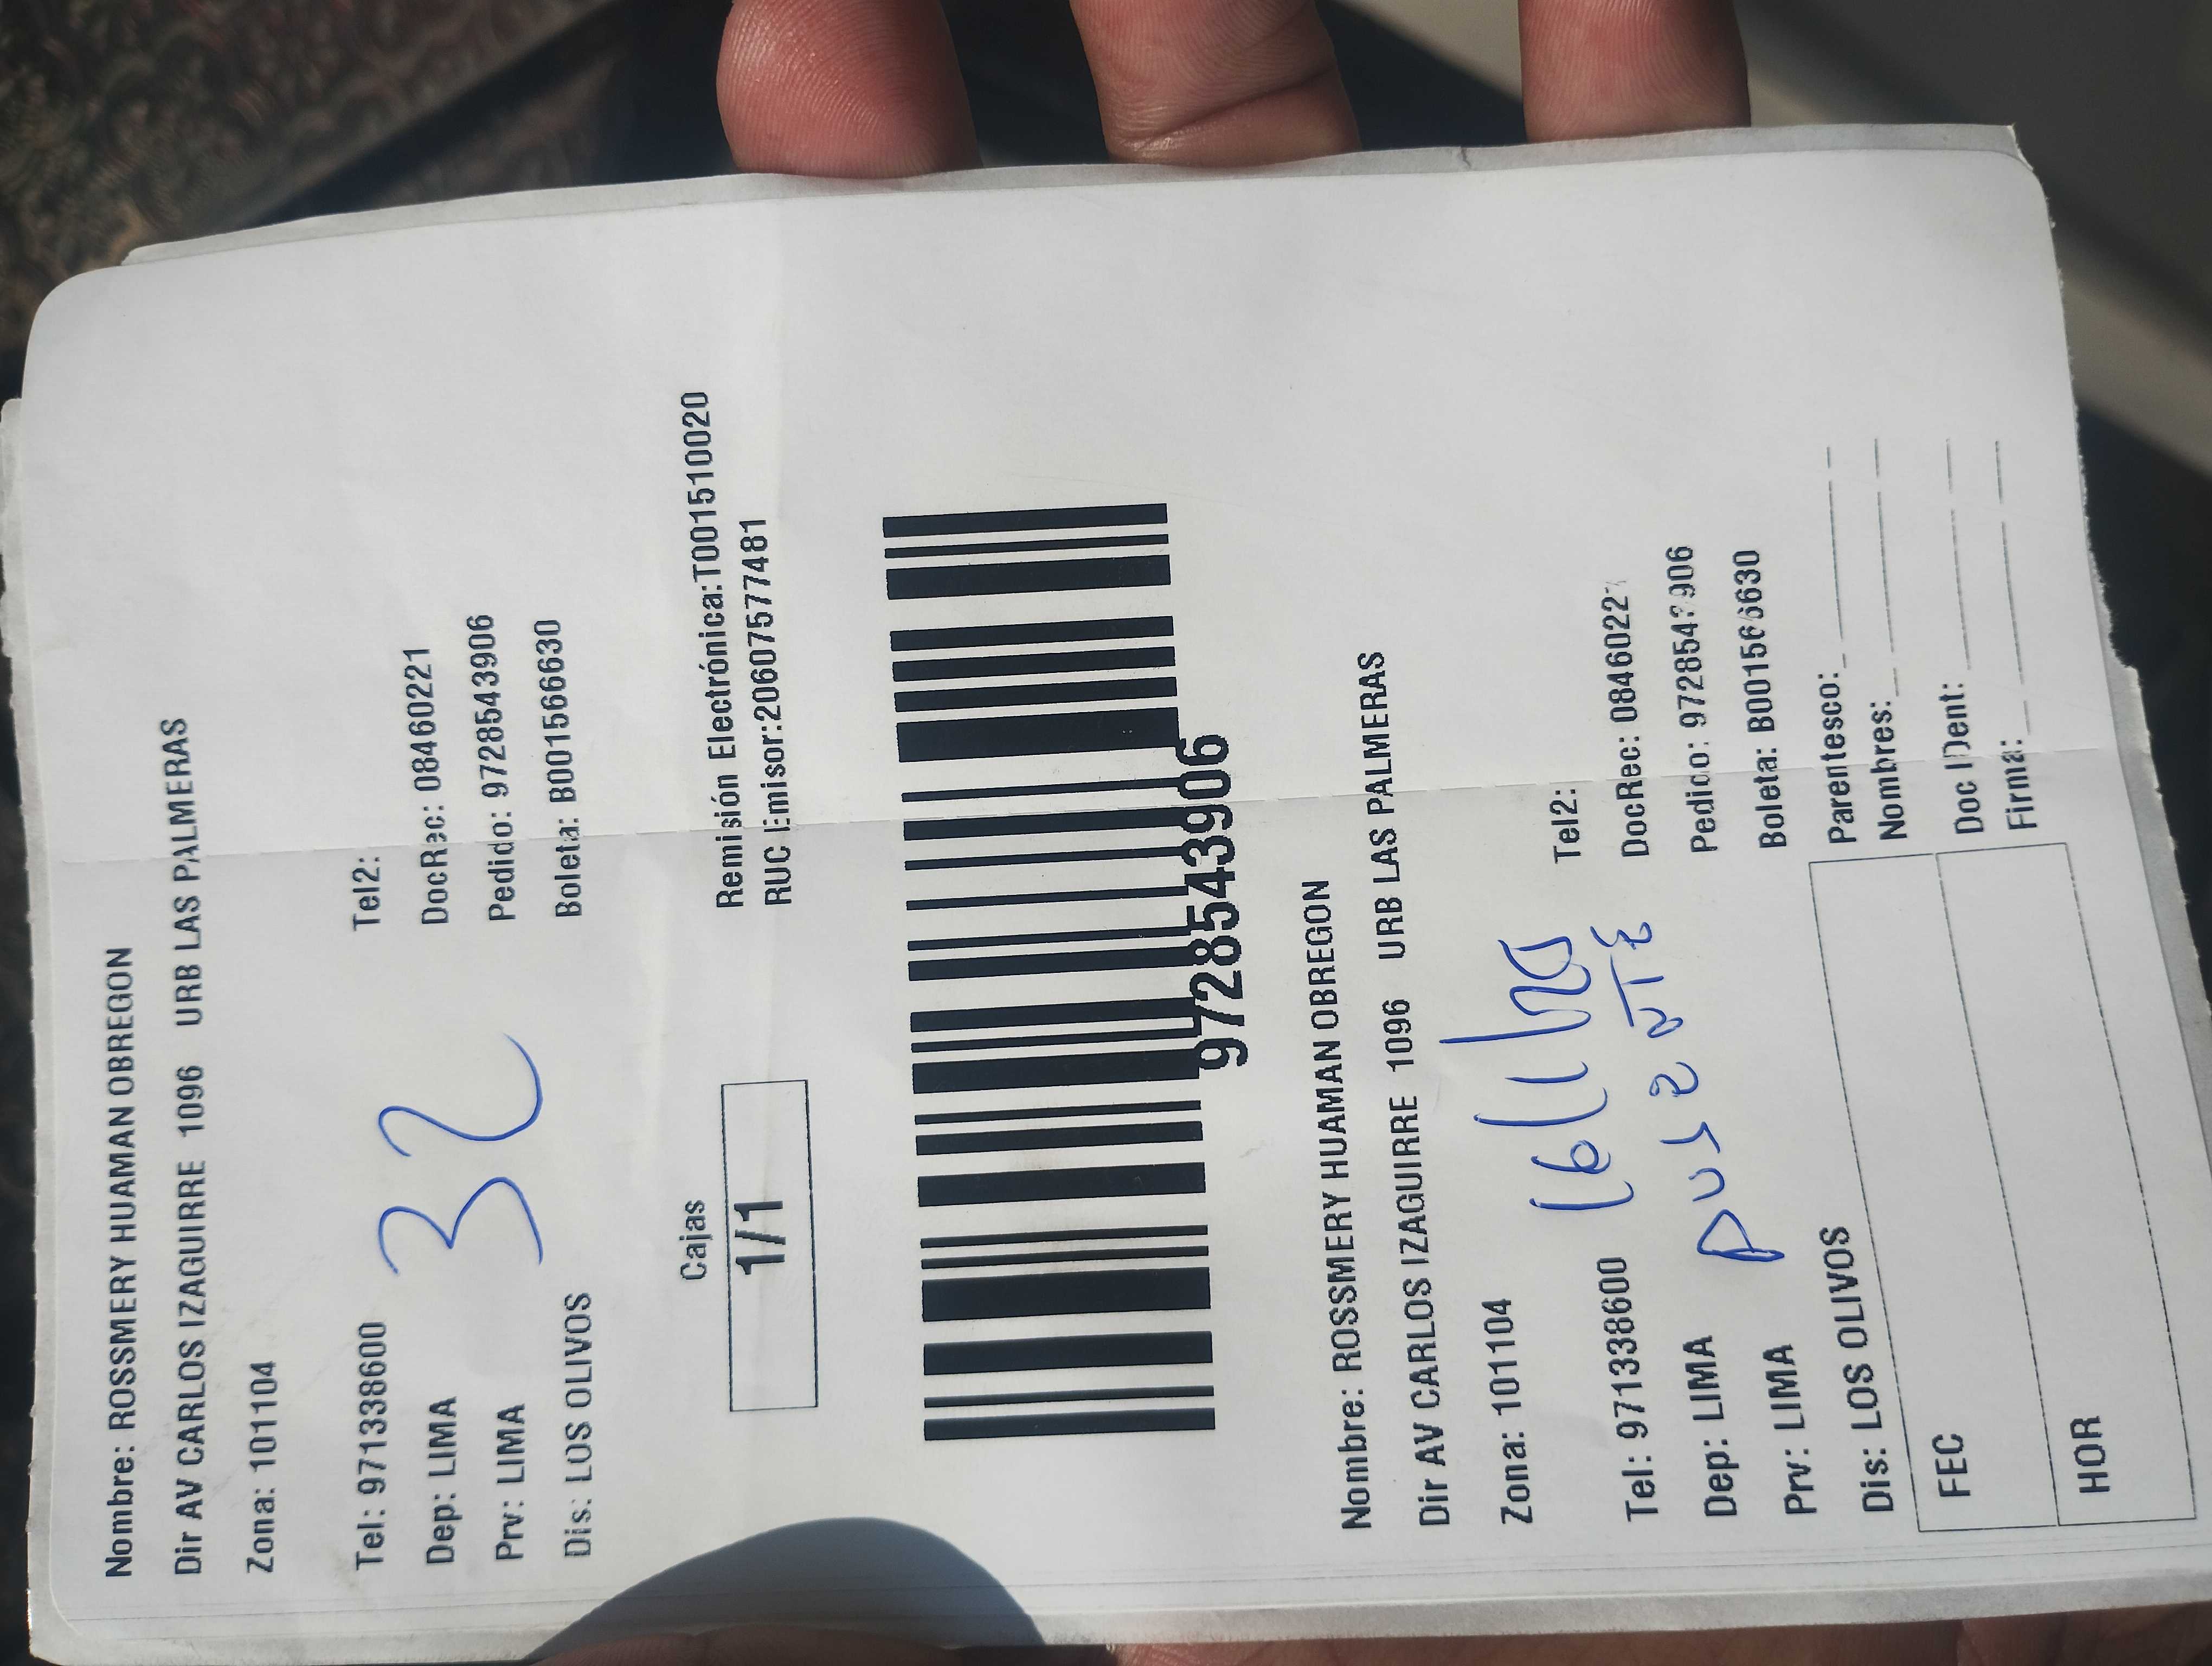 Nombre: ROSSMERY HUAMAN OBREGON
Dir AV CARLOS IZAGUIRRE 1096 URB LAS PALMERAS
Zona: 101104
Tel: 971338600 Tel2:
Dep: LIMA DocRec: 08460221
Prv: LIMA Pedido: 9728543906
Dis: LOS OLIVOS Boleta: B001566630
32
Cajas
1/1
Remisión Electrónica:T001510020
RUC Emisor:20607577481
9728543906
Nombre: ROSSMERY HUAMAN OBREGON
Dir AV CARLOS IZAGUIRRE 1096 URB LAS PALMERAS
Zona: 101104
Tel: 971338600 Tel2:
Dep: LIMA DocRec:
Prv: LIMA Pedido:
Dis: LOS OLIVOS Boleta:
Parentesco:
Nombres:
FEC
Doc IDent:
Firma:
HOR